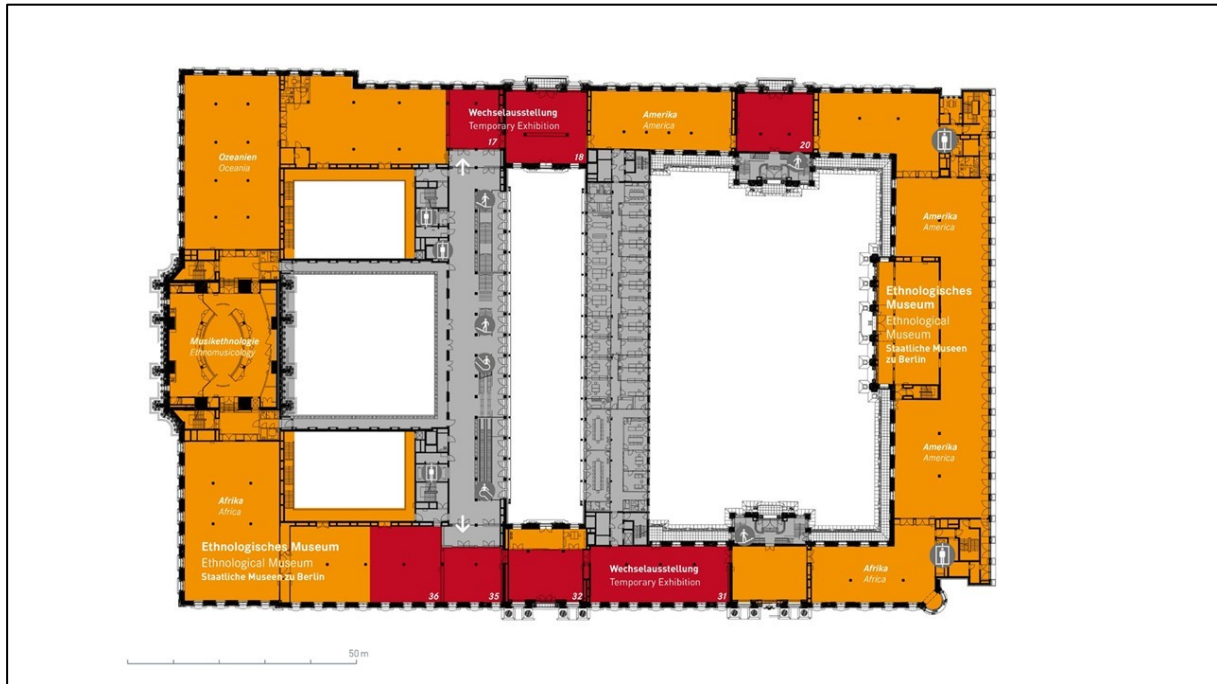 Wechselausstellung
Temporary Exhibition
17
18
Amerika
America
20
Ozeanien
Oceania
Amerika
America
Ethnologisches
Museum
Ethnological
Museum
Staatliche Museen
zu Berlin
Musikethnologie
Ethnomusicology
Amerika
America
Afrika
Africa
Ethnologisches Museum
Ethnological Museum
Staatliche Museen zu Berlin
36
35
32
Wechselausstellung
Temporary Exhibition
31
Afrika
Africa
50 m